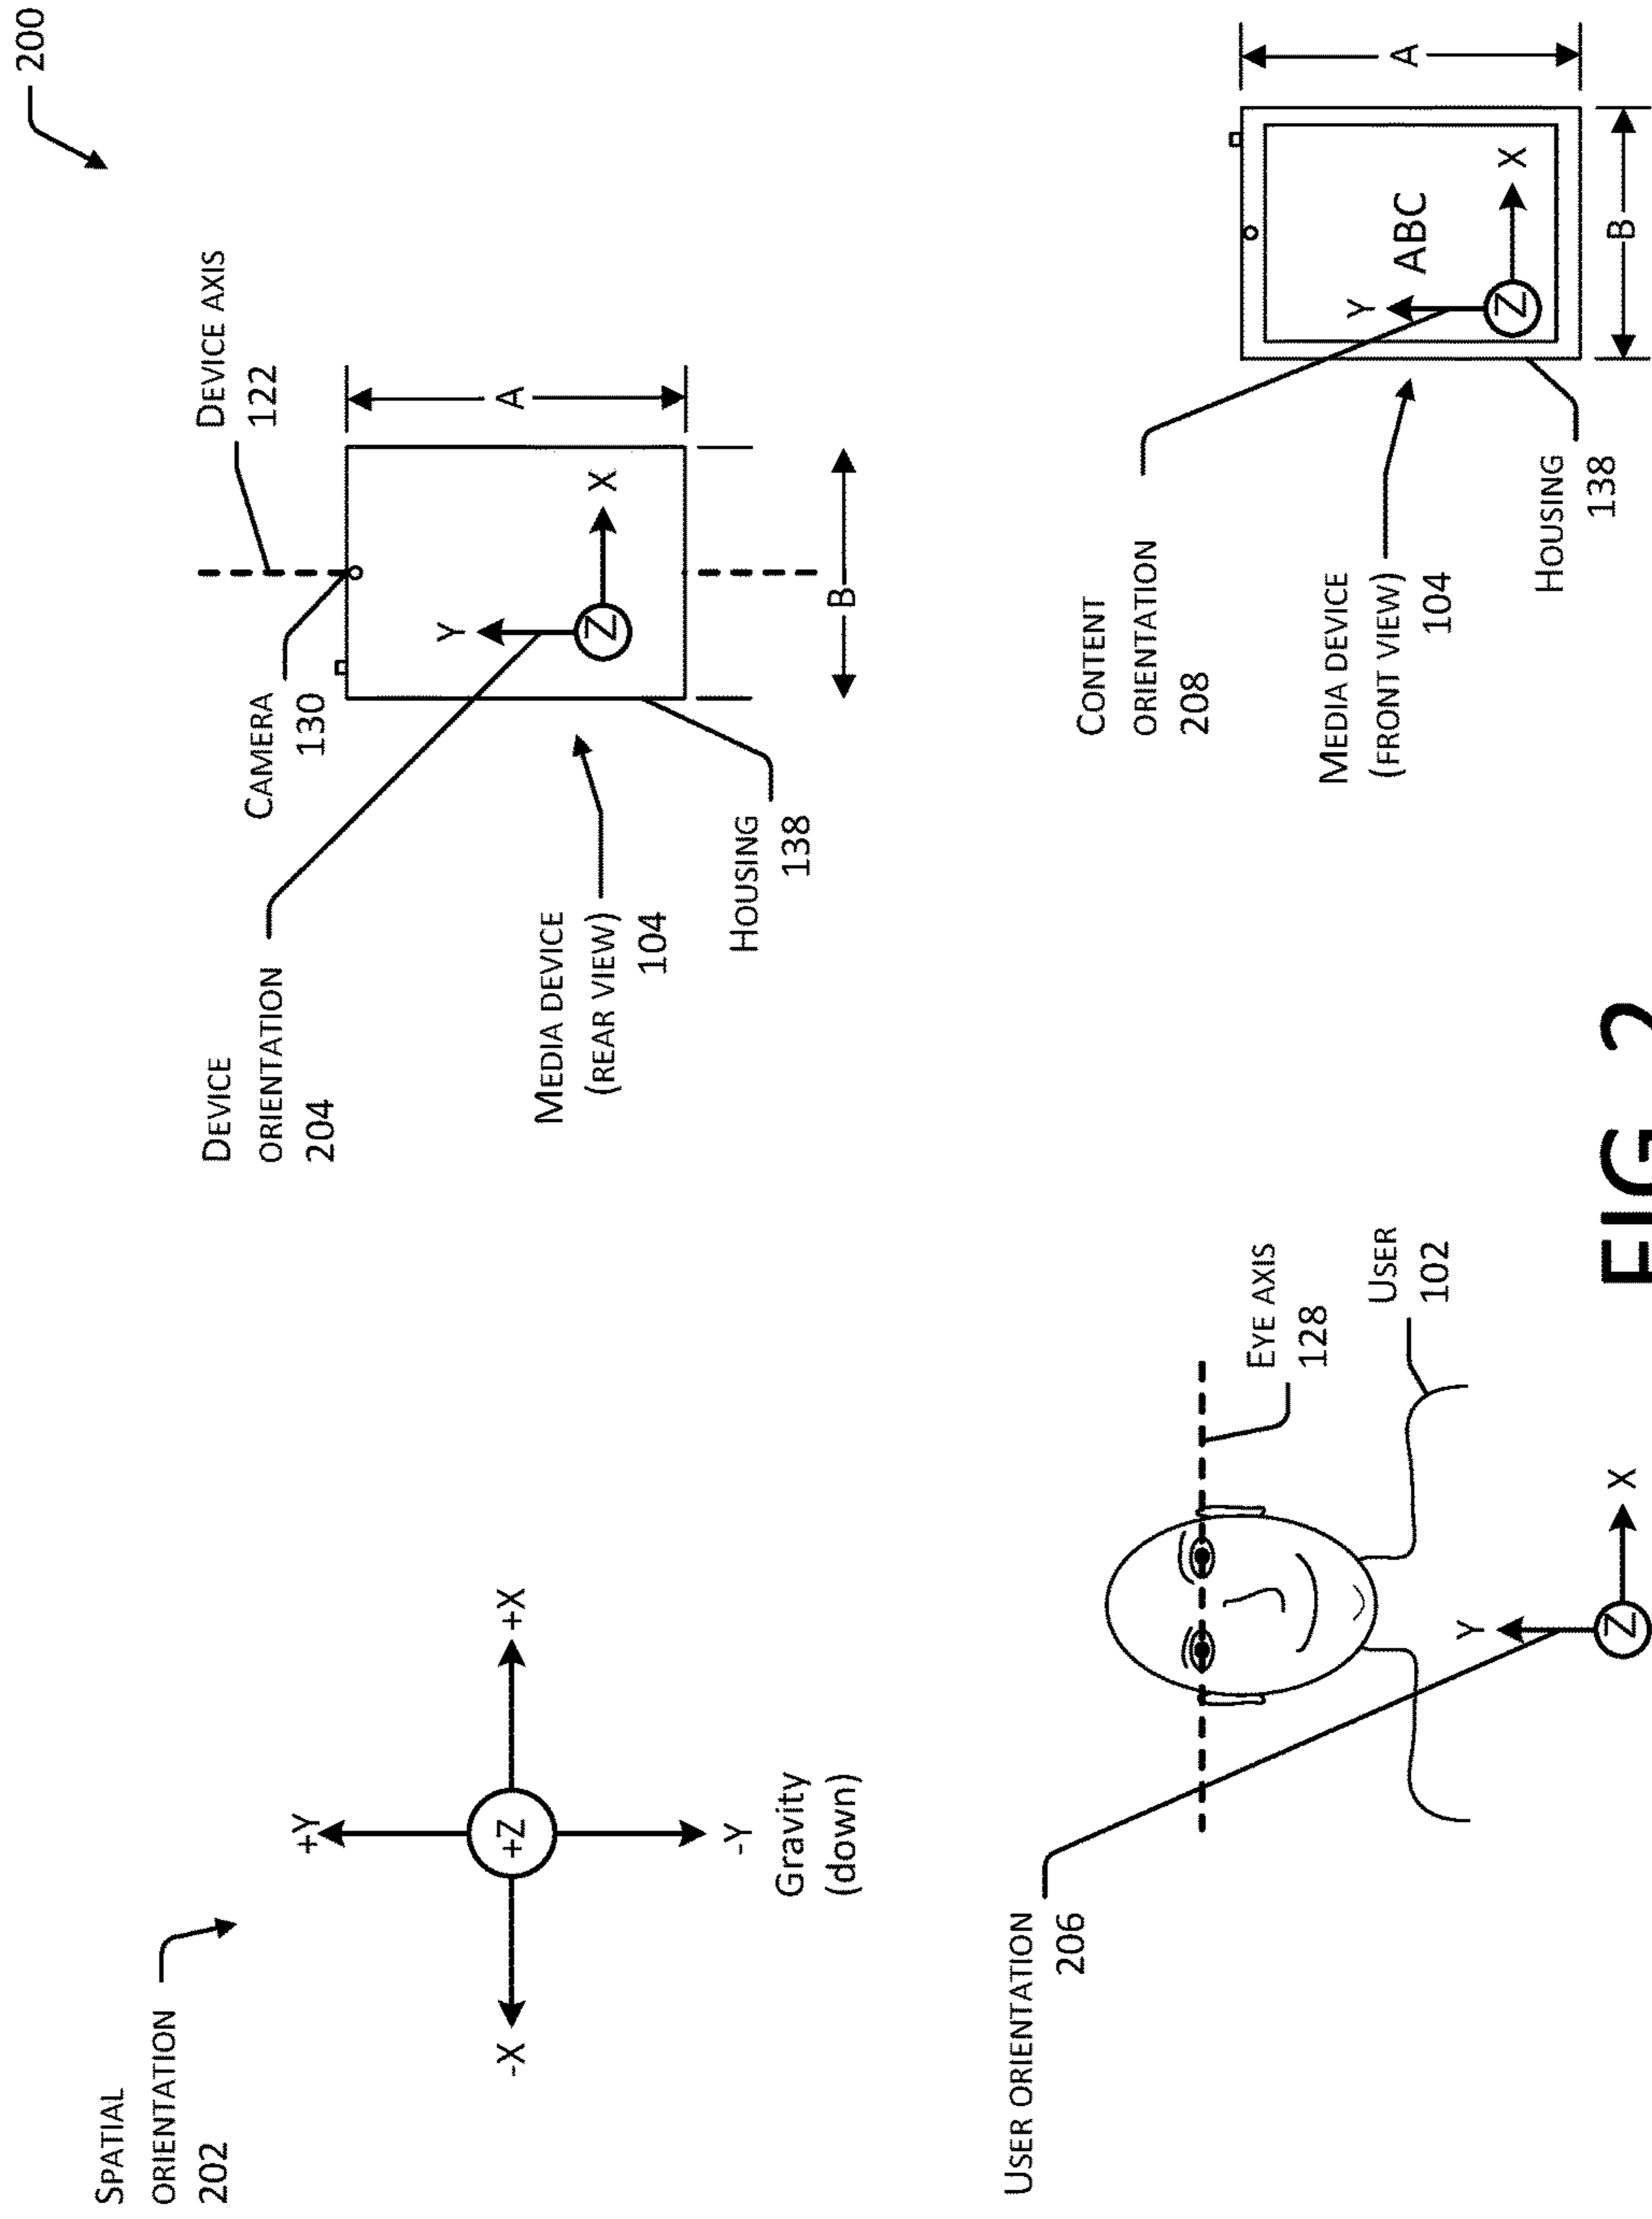 200
SPATIAL
ORIENTATION
202
+Y
-X
+Z
+X
-Y
Gravity
(down)
DEVICE
ORIENTATION
204
CAMERA
130
DEVICE AXIS
122
Y
Z
X
A
B
MEDIA DEVICE
(REAR VIEW)
104
HOUSING
138
USER ORIENTATION
206
EYE AXIS
128
USER
102
Y
Z
X
CONTENT
ORIENTATION
208
MEDIA DEVICE
(FRONT VIEW)
104
HOUSING
138
Y
ABC
Z
X
A
B
FIG 2